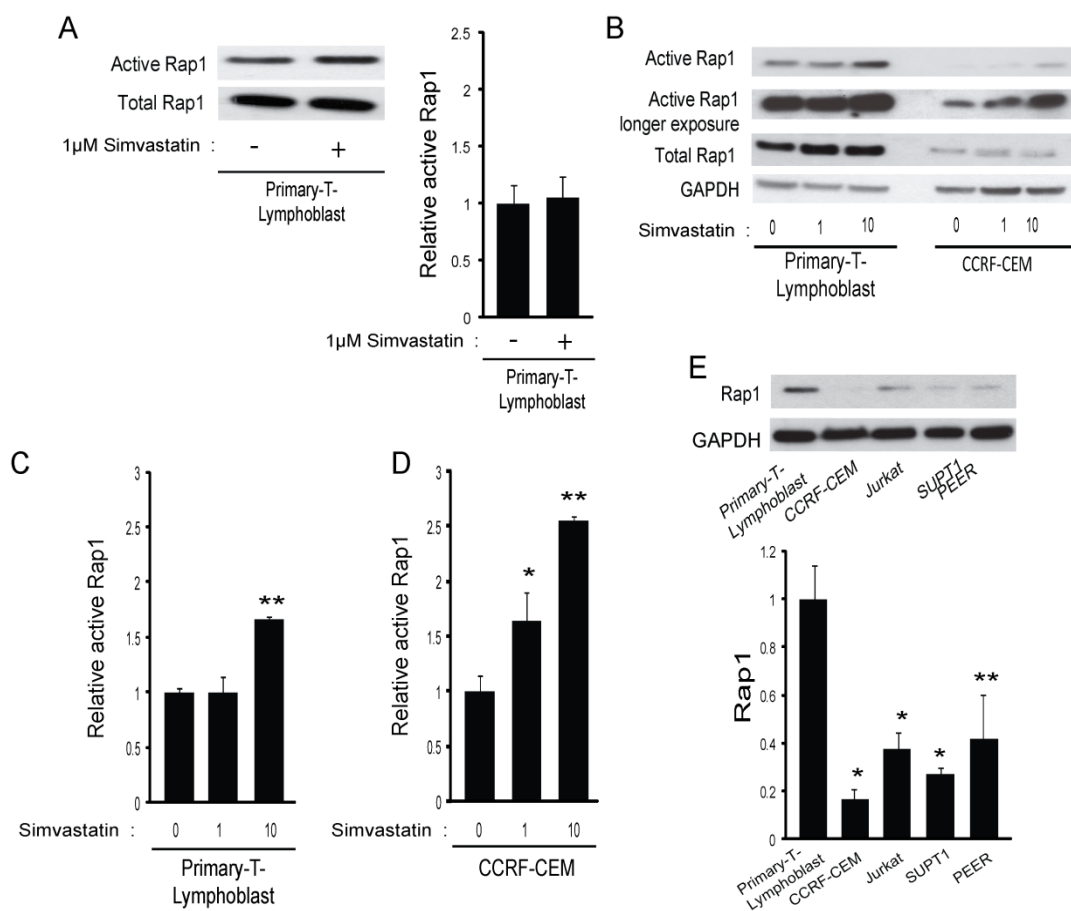 A
Active Rap1
Total Rap1
1µM Simvastatin : - +
Primary-T-
Lymphoblast
Relative active Rap1
2.5
2
1.5
1
0.5
0
1µM Simvastatin : - +
Primary-T-
Lymphoblast
B
Active Rap1
Active Rap1
longer exposure
Total Rap1
GAPDH
Simvastatin : 0 1 10 0 1 10
Primary-T-
Lymphoblast
CCRF-CEM
C
Relative active Rap1
3
2.5
2
1.5
1
0.5
0
**
Simvastatin : 0 1 10
Primary-T-
Lymphoblast
D
Relative active Rap1
3
2.5
2
1.5
1
0.5
0
*
**
Simvastatin : 0 1 10
CCRF-CEM
E
Rap1
GAPDH
Primary-T-
Lymphoblast
CCRF-CEM
Jurkat
SUPT1
PEER
Rap1
1.2
1
0.8
0.6
0.4
0.2
0
*
*
*
**
Primary-T-
Lymphoblast
CCRF-CEM
Jurkat
SUPT1
PEER